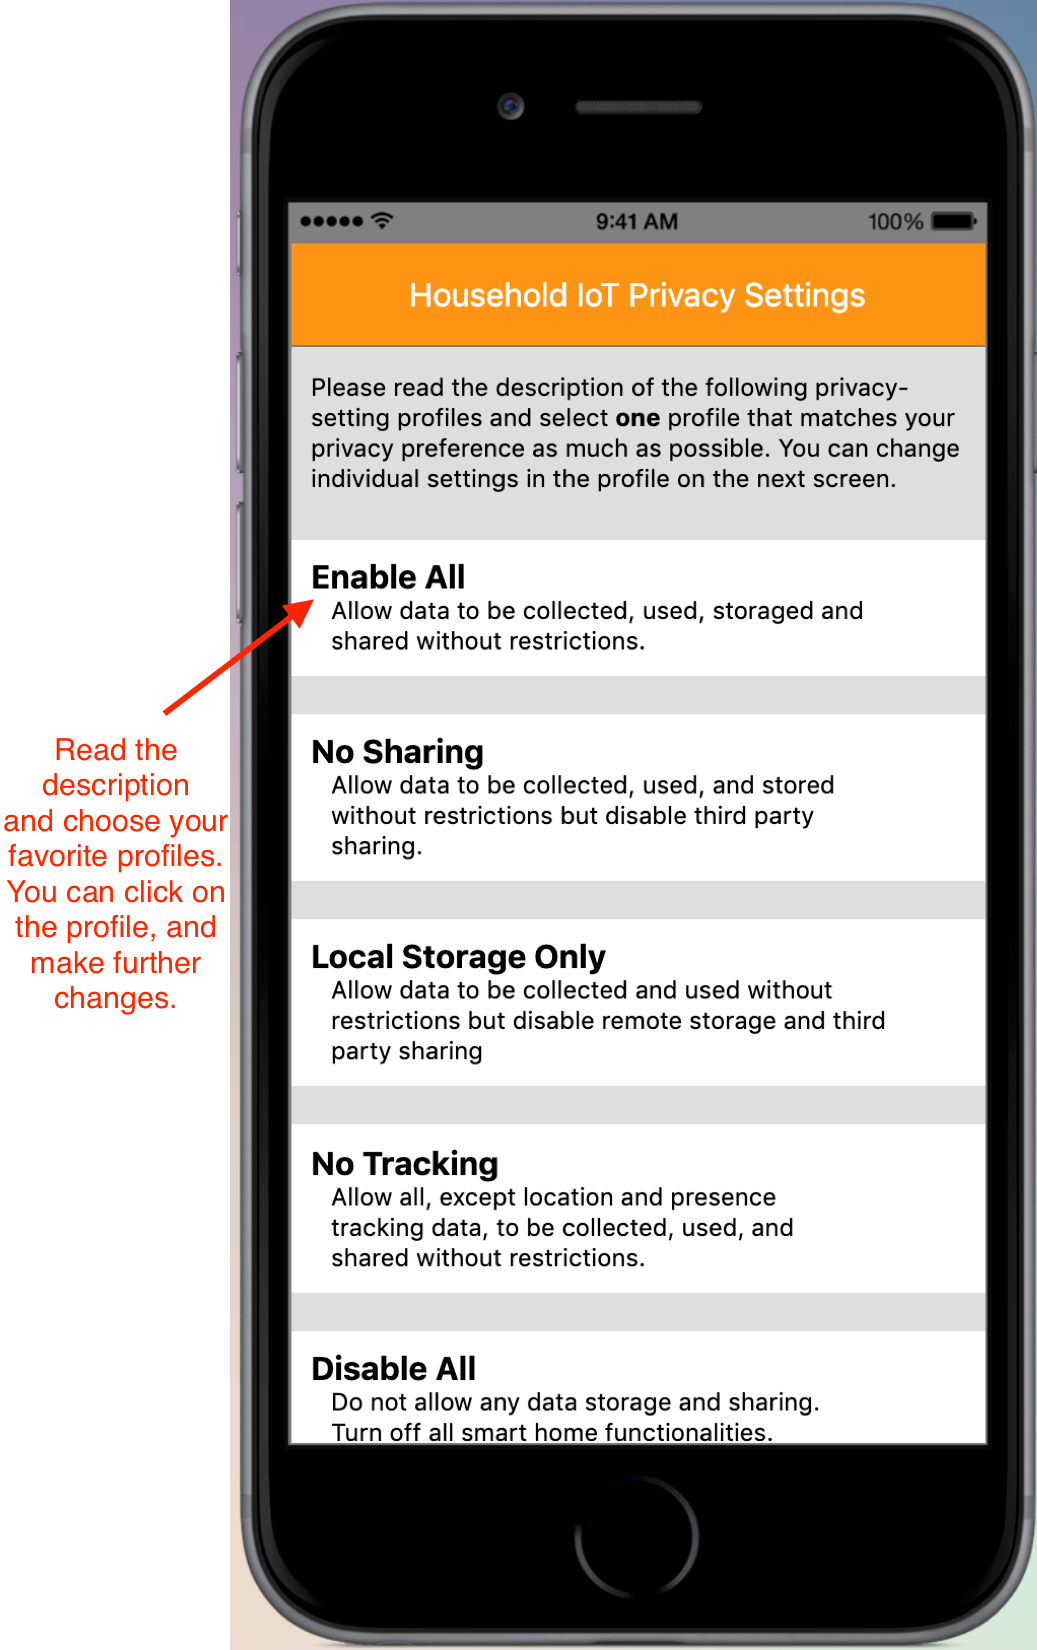 9:41 AM
100%
Household IoT Privacy Settings
Please read the description of the following privacy-
setting profiles and select one profile that matches your
privacy preference as much as possible. You can change
individual settings in the profile on the next screen.
Enable All
Allow data to be collected, used, storaged and
shared without restrictions.
No Sharing
Allow data to be collected, used, and stored
without restrictions but disable third party
sharing.
Local Storage Only
Allow data to be collected and used without
restrictions but disable remote storage and third
party sharing
No Tracking
Allow all, except location and presence
tracking data, to be collected, used, and
shared without restrictions.
Disable All
Do not allow any data storage and sharing.
Turn off all smart home functionalities.
Read the
description
and choose your
favorite profiles.
You can click on
the profile, and
make further
changes.